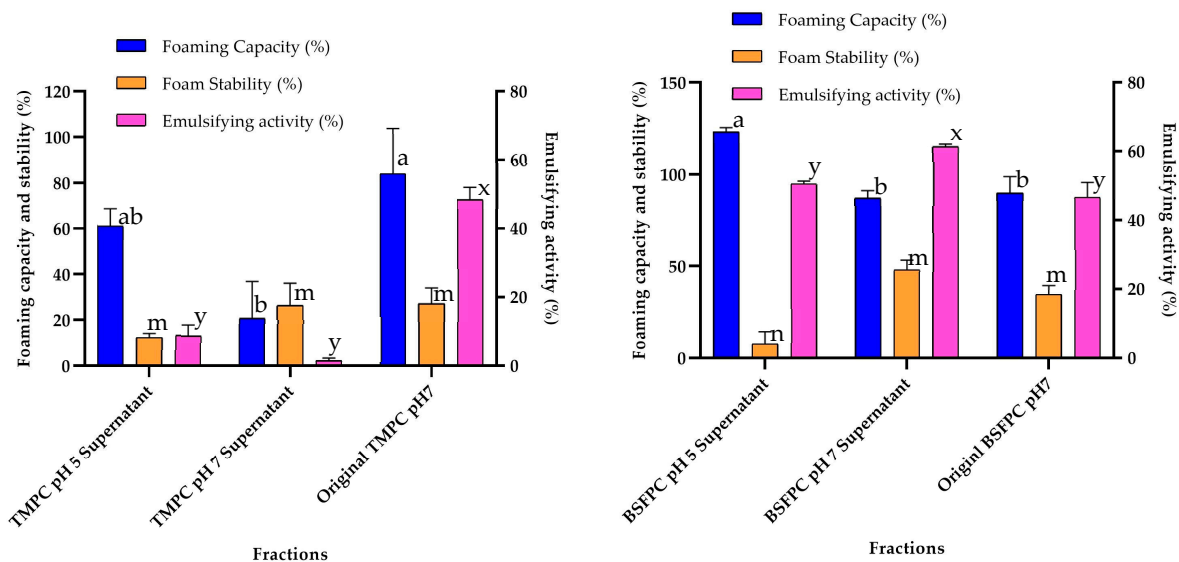 Foaming Capacity (%)
Foam Stability (%)
Emulsifying activity (%)
Foaming capacity and stability (%)
120
100
80
60
40
20
0
80
60
40
20
0
Emulsifying
activity (%)
ab
m
y
b
m
y
a
m
x
TMPC pH 5 Supernatant
TMPC pH 7 Supernatant
Original TMPC pH7
Fractions
Foaming Capacity (%)
Foam Stability (%)
Emulsifying activity (%)
Foaming capacity and stability (%)
150
100
50
0
80
60
40
20
0
Emulsifying
activity (%)
a
n
y
b
m
x
b
m
y
BSFPC pH 5 Supernatant
BSFPC pH 7 Supernatant
Originl BSFPC pH7
Fractions